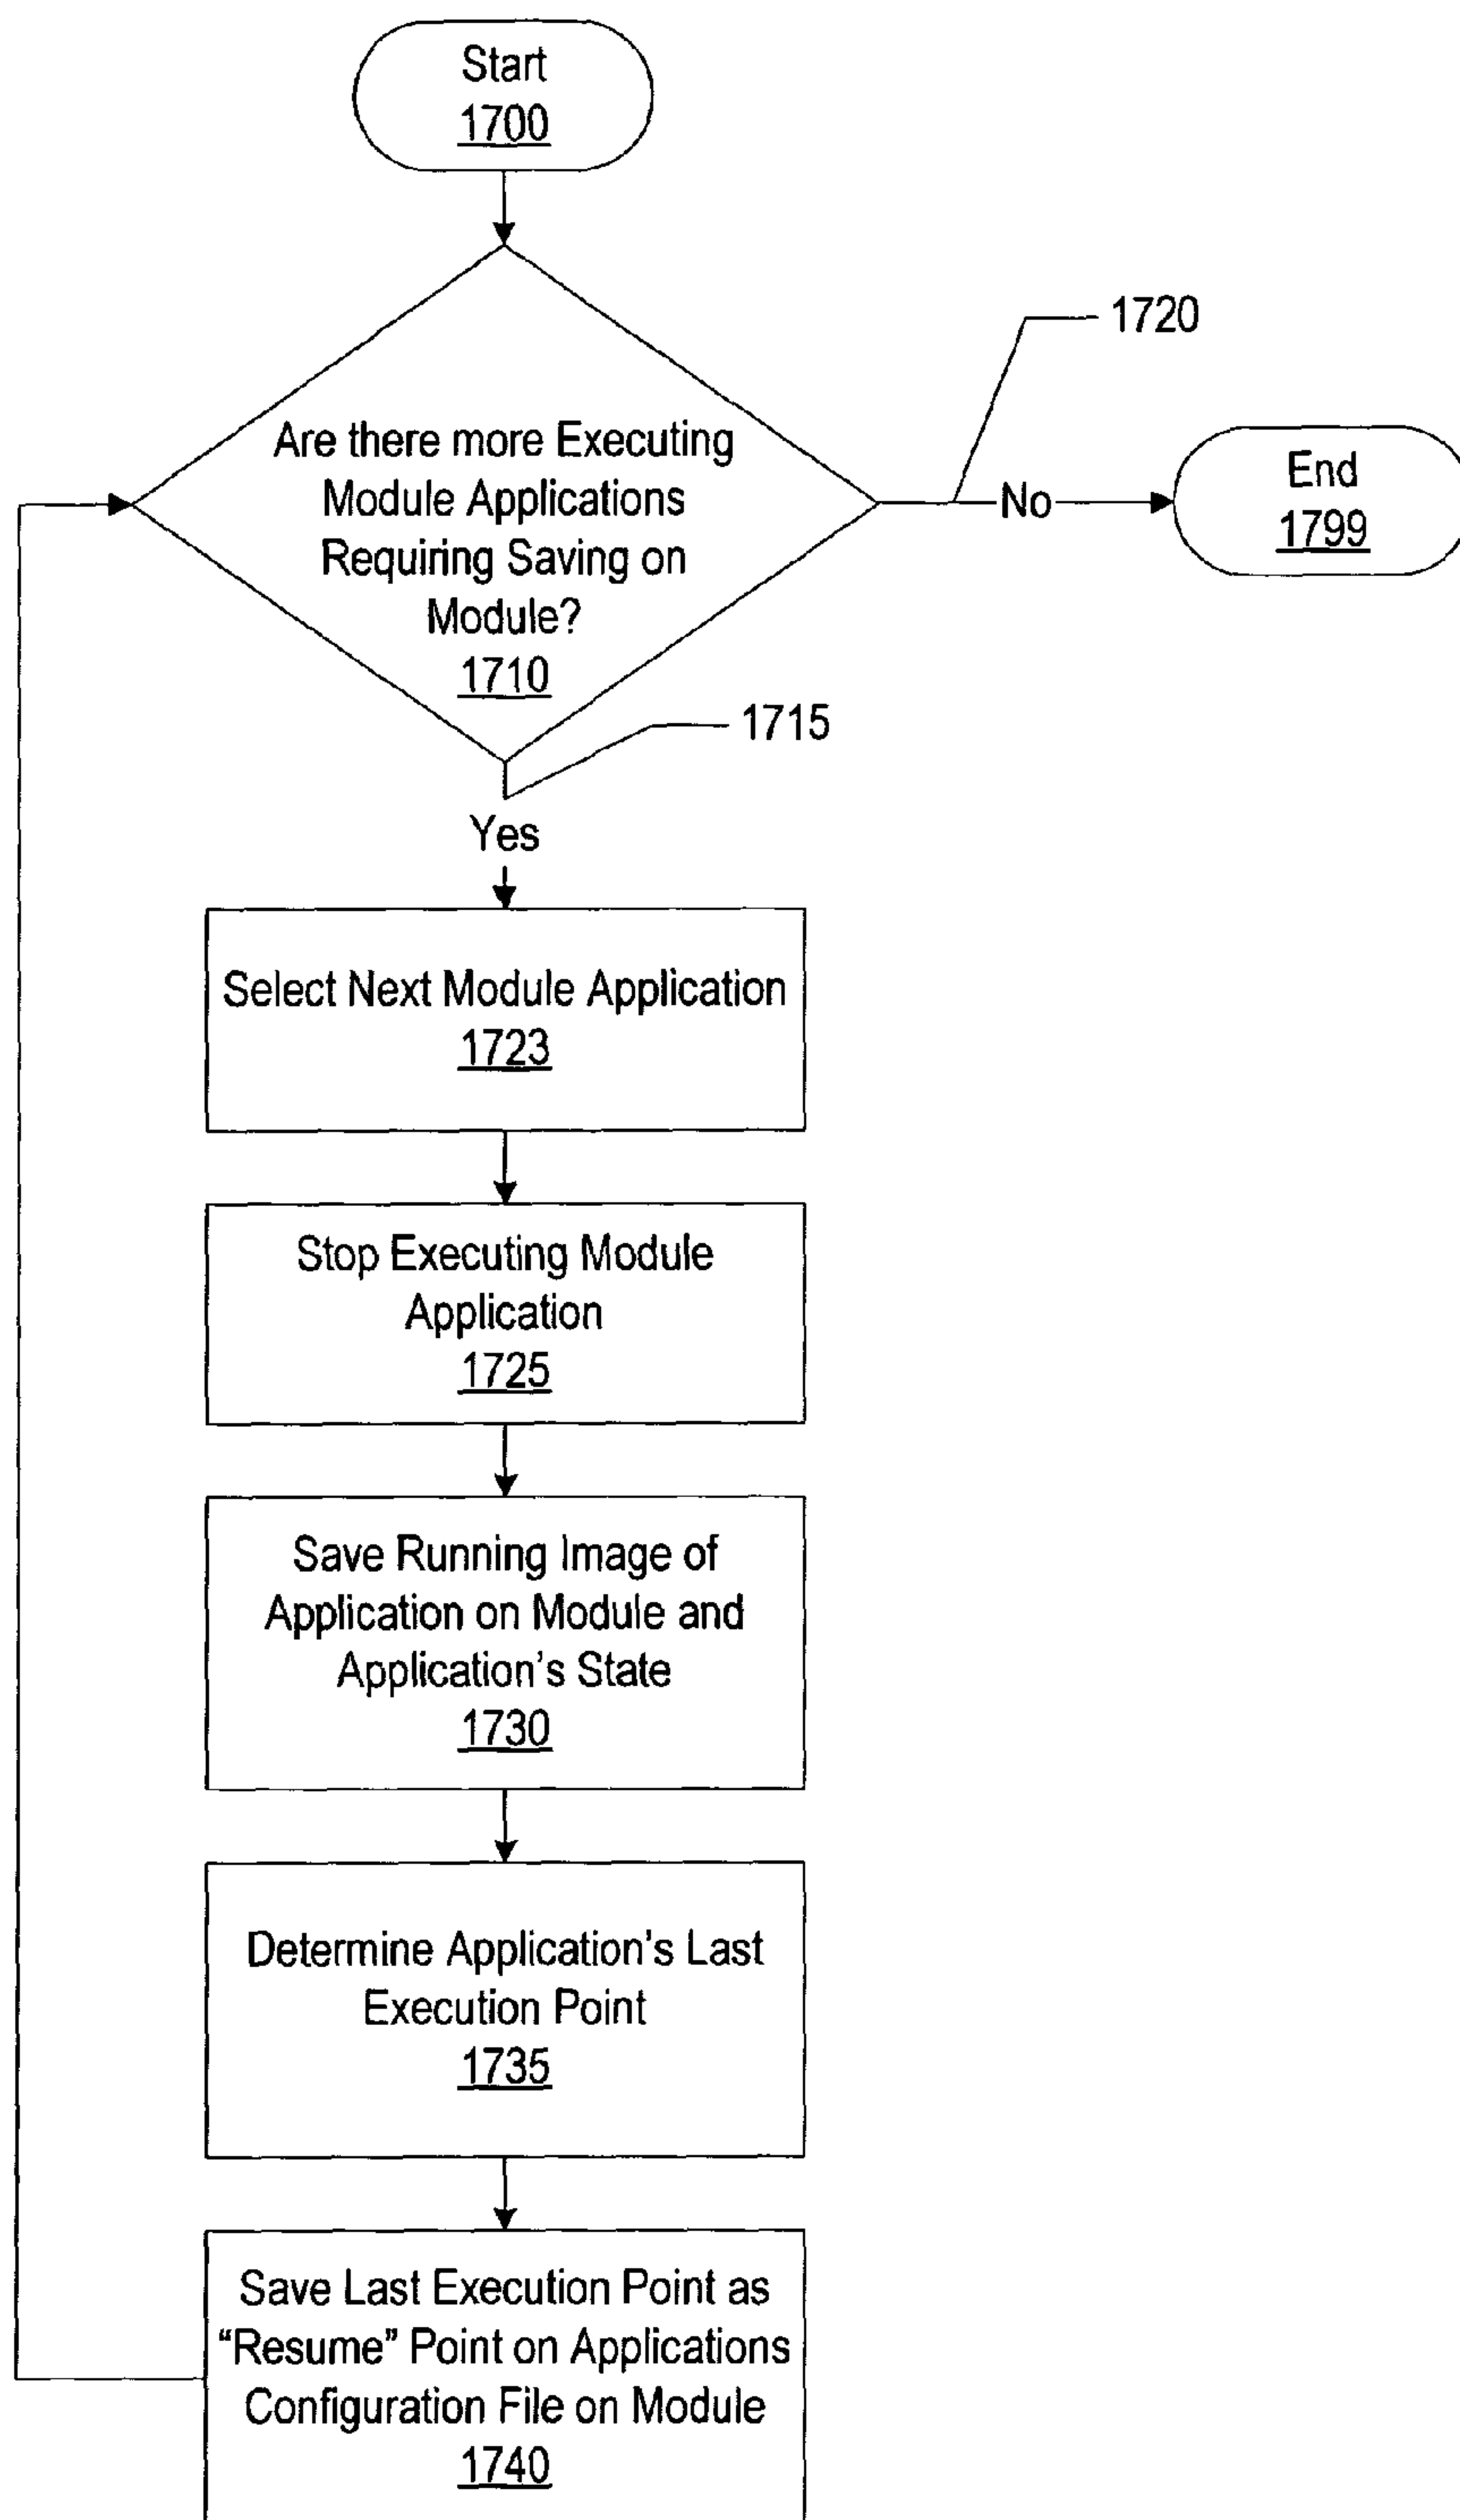 Start
1700
1720
Are there more Executing
Module Applications
Requiring Saving on
Module?
1710
No
End
1799
1715
Yes
Select Next Module Application
1723
Stop Executing Module
Application
1725
Save Running Image of
Application on Module and
Application's State
1730
Determine Application's Last
Execution Point
1735
Save Last Execution Point as
“Resume” Point on Applications
Configuration File on Module
1740